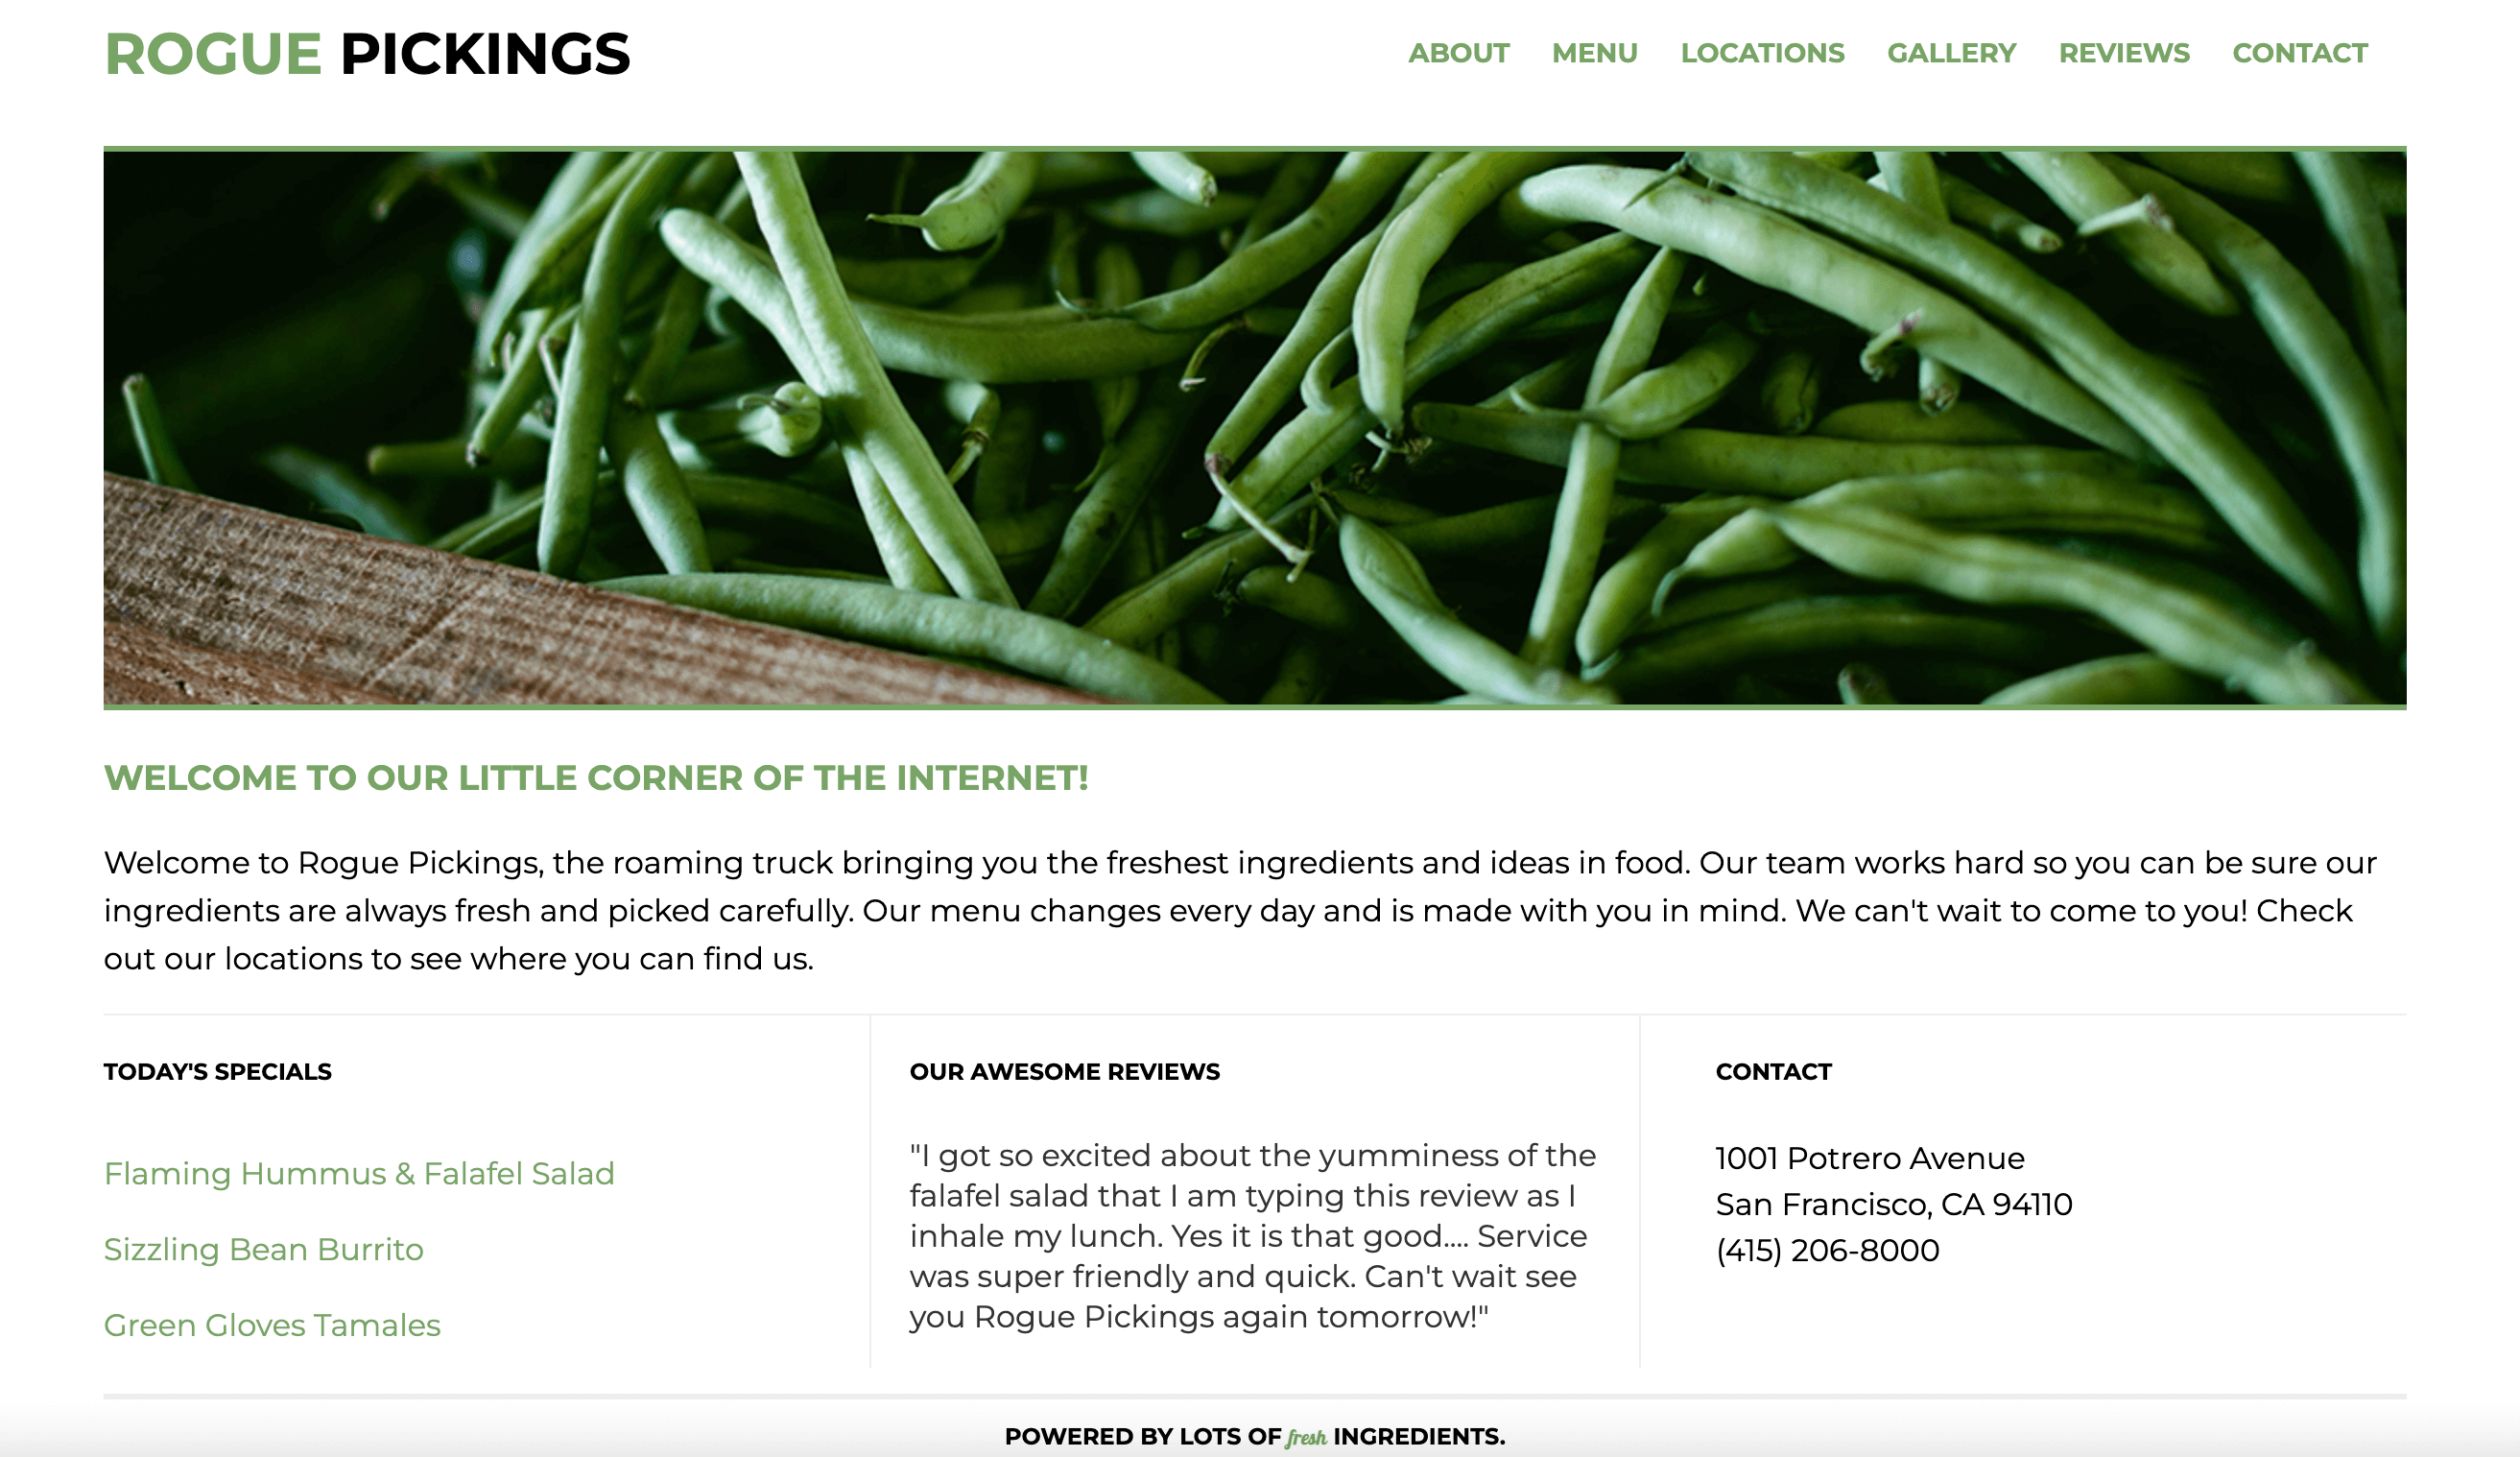 ROGUE PICKINGS
ABOUT MENU LOCATIONS GALLERY REVIEWS CONTACT
WELCOME TO OUR LITTLE CORNER OF THE INTERNET!
Welcome to Rogue Pickings, the roaming truck bringing you the freshest ingredients and ideas in food. Our team works hard so you can be sure our
ingredients are always fresh and picked carefully. Our menu changes every day and is made with you in mind. We can't wait to come to you! Check
out our locations to see where you can find us.
TODAY'S SPECIALS
Flaming Hummus & Falafel Salad
Sizzling Bean Burrito
Green Gloves Tamales
OUR AWESOME REVIEWS
"I got so excited about the yumminess of the
falafel salad that I am typing this review as I
inhale my lunch. Yes it is that good.... Service
was super friendly and quick. Can't wait see
you Rogue Pickings again tomorrow!"
CONTACT
1001 Potrero Avenue
San Francisco, CA 94110
(415) 206-8000
POWERED BY LOTS OF fresh INGREDIENTS.